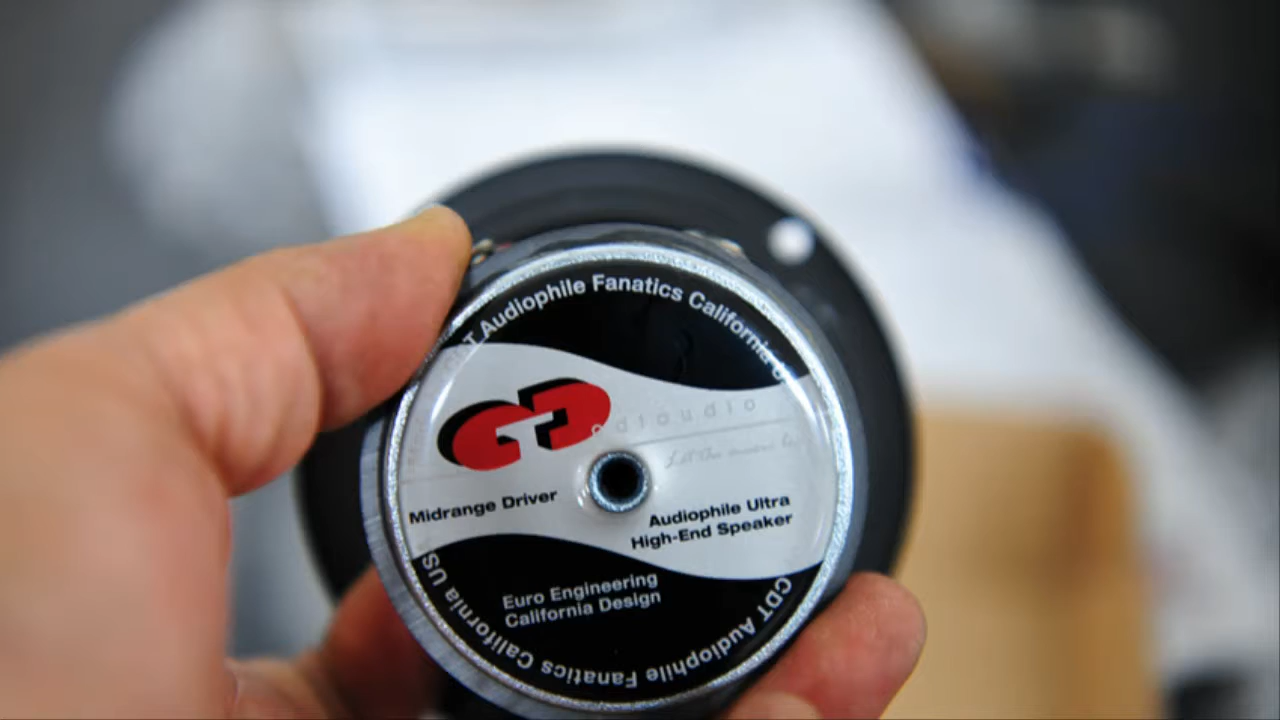 CDT Audiophile Fanatics California US
cdtaudio
Midrange Driver
Audiophile Ultra
High-End Speaker
Euro Engineering
California Design
CDT Audiophile Fanatics California US